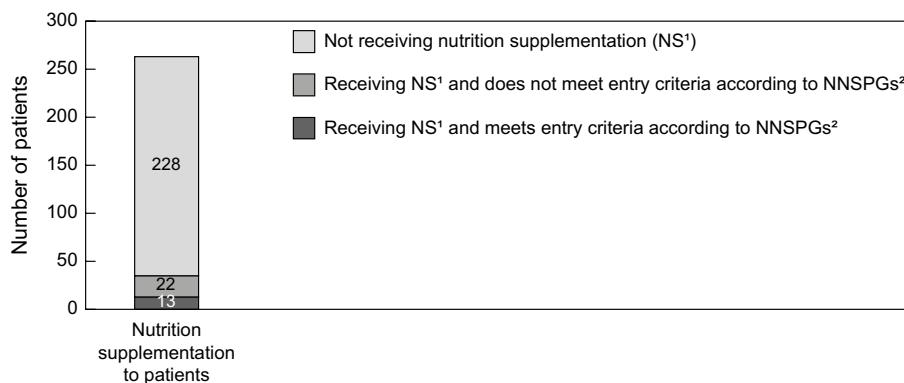 300
250
200
150
100
50
0
Number of patients
228
22
13
Nutrition
supplementation
to patients
Not receiving nutrition supplementation (NS¹)
Receiving NS¹ and does not meet entry criteria according to NNSPGs²
Receiving NS¹ and meets entry criteria according to NNSPGs²